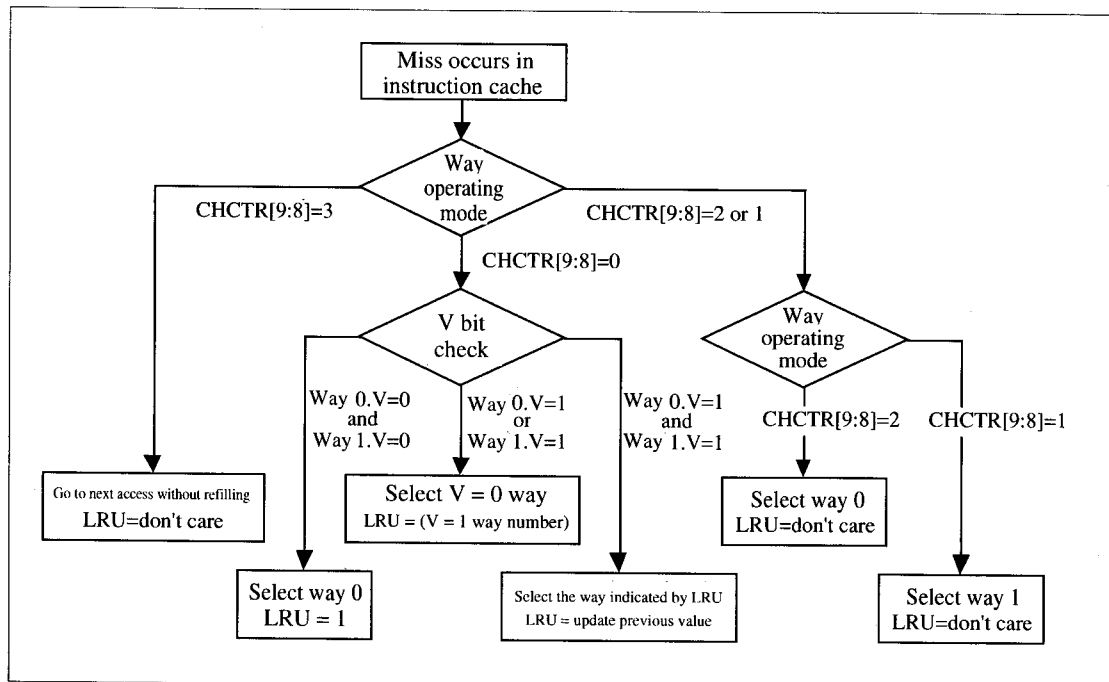 Miss occurs in
instruction cache
Way
operating
mode
CHCTR[9:8]=3
CHCTR[9:8]=2 or 1
CHCTR[9:8]=0
V bit
check
Way
operating
mode
Way 0.V=0
and
Way 1.V=0
Way 0.V=1
or
Way 1.V=1
Way 0.V=1
and
Way 1.V=1
CHCTR[9:8]=2
CHCTR[9:8]=1
Go to next access without refilling
LRU=don't care
Select V = 0 way
LRU = (V = 1 way number)
Select way 0
LRU=don't care
Select way 0
LRU = 1
Select the way indicated by LRU
LRU = update previous value
Select way 1
LRU=don't care